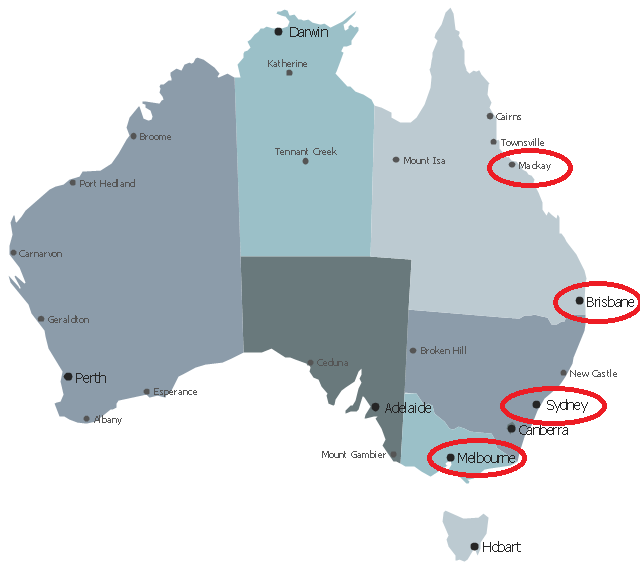 Darwin
Katherine
Cairns
Broome
Townsville
Tennant Creek
Mount Isa
Mackay
Port Hedland
Carnarvon
Brisbane
Geraldton
Broken Hill
Ceduna
New Castle
Perth
Esperance
Sydney
Adelaide
Albany
Canberra
Mount Gambier
Melbourne
Hobart